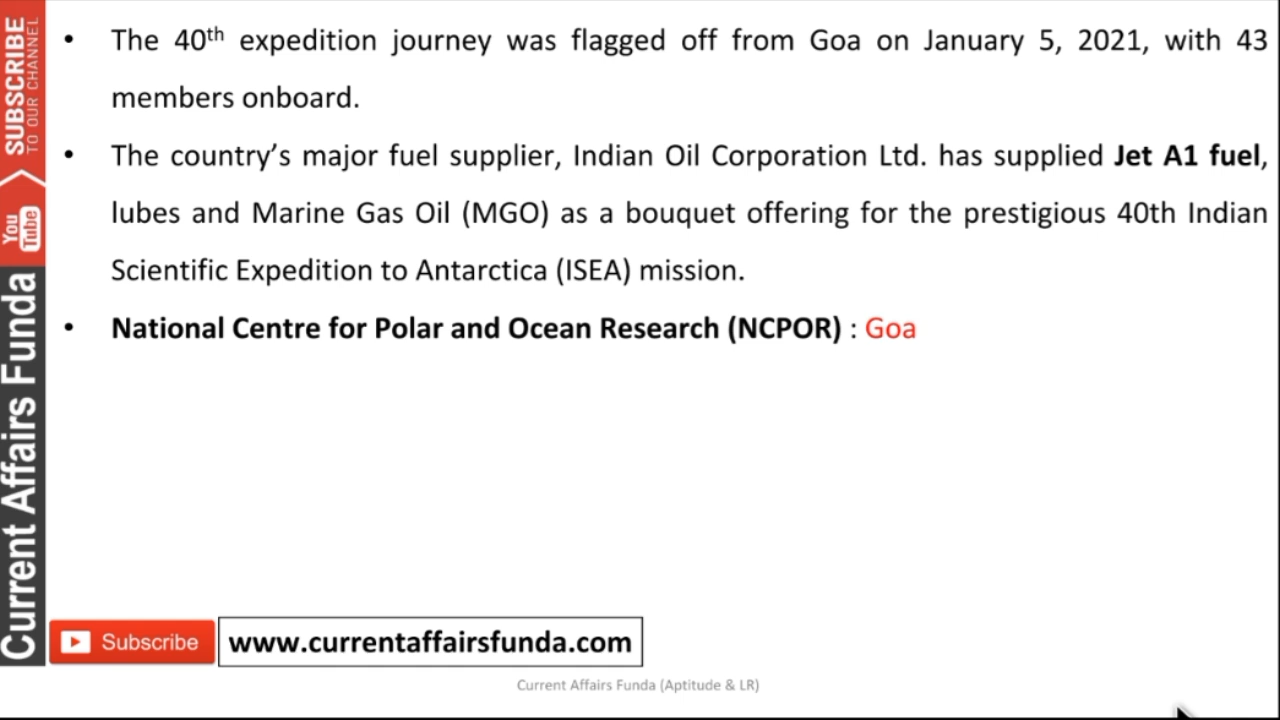 SUBSCRIBE
TO OUR CHANNEL
You
Tube
Current Affairs Funda
• The 40th expedition journey was flagged off from Goa on January 5, 2021, with 43
members onboard.
• The country’s major fuel supplier, Indian Oil Corporation Ltd. has supplied Jet A1 fuel,
lubes and Marine Gas Oil (MGO) as a bouquet offering for the prestigious 40th Indian
Scientific Expedition to Antarctica (ISEA) mission.
• National Centre for Polar and Ocean Research (NCPOR) : Goa
Subscribe
www.currentaffairsfunda.com
Current Affairs Funda (Aptitude & LR)